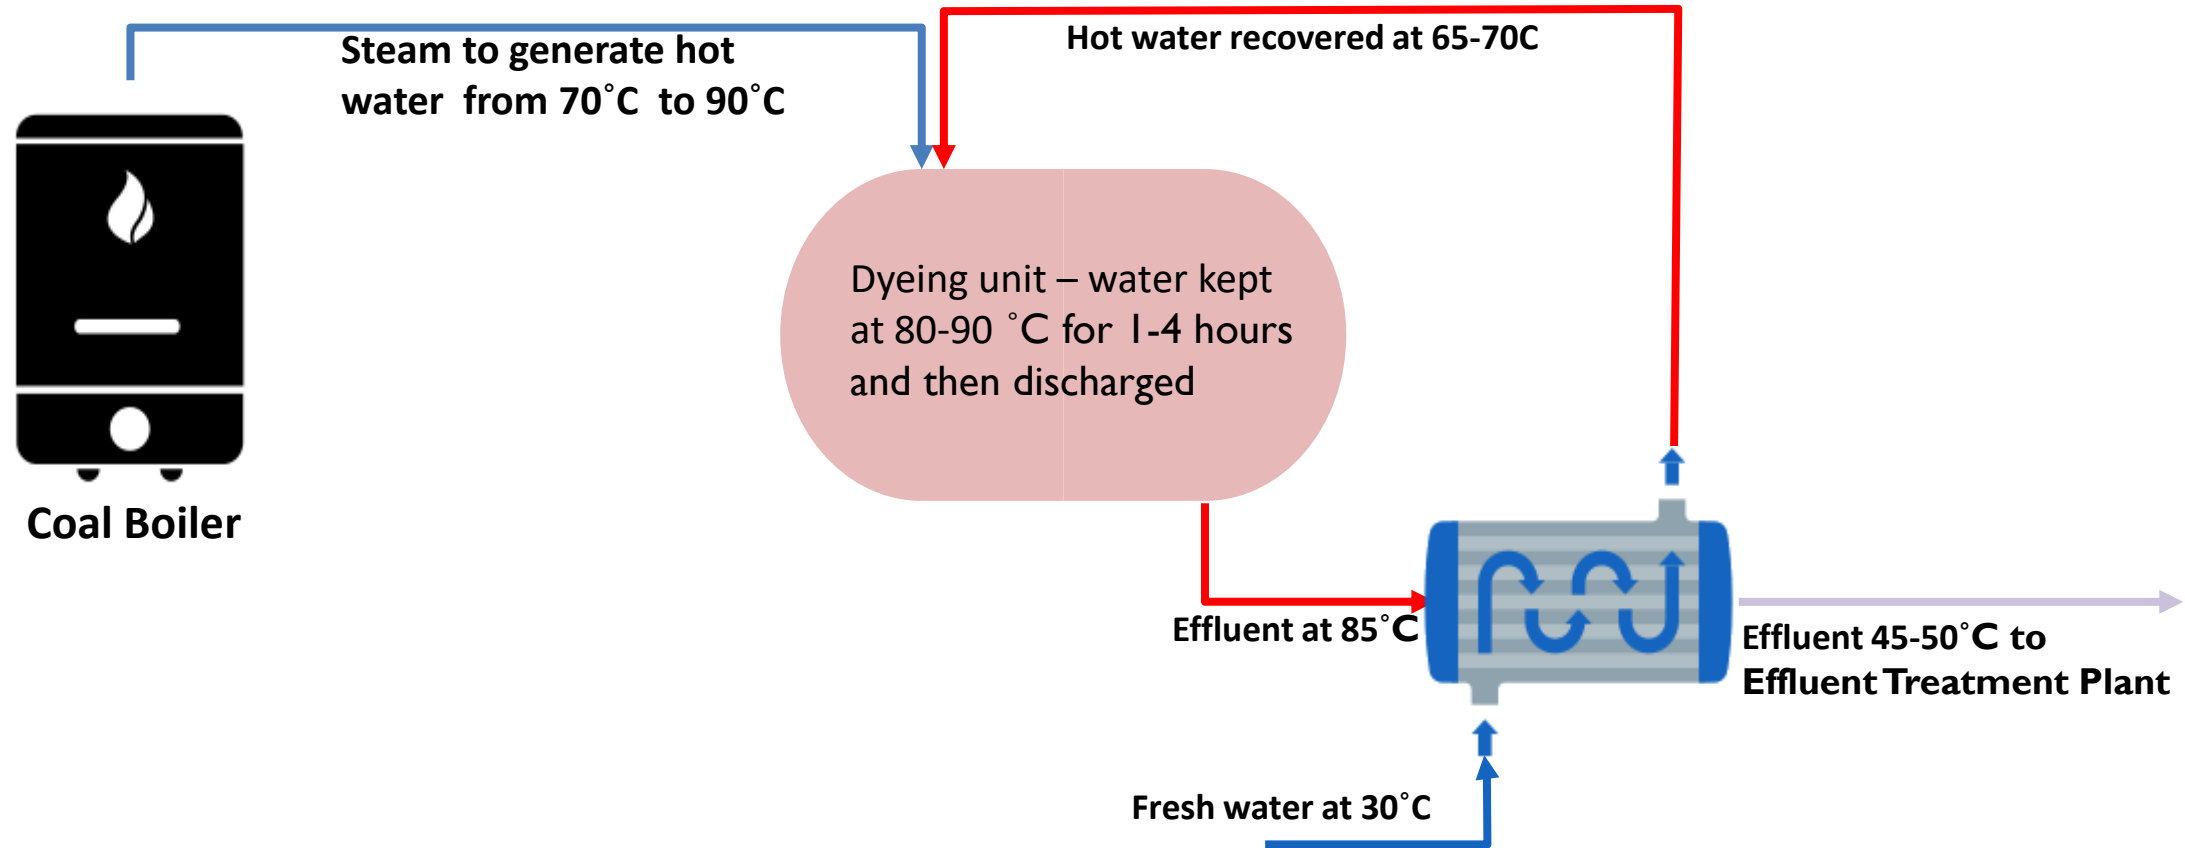 Steam to generate hot
water from 70˚C to 90˚C
Hot water recovered at 65-70C
Dyeing unit – water kept
at 80-90 ˚C for 1-4 hours
and then discharged
Coal Boiler
Effluent at 85˚C
Effluent 45-50˚C to
Effluent Treatment Plant
Fresh water at 30˚C